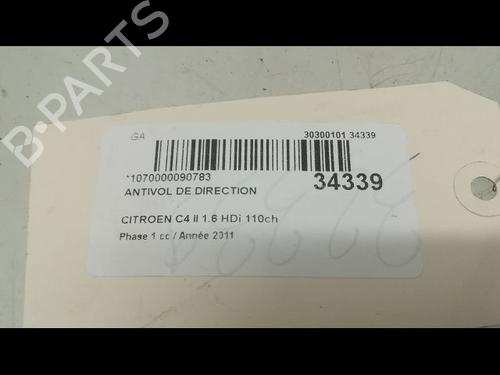 B-PARTS
GA
30300101 34339
*1070000090783
34339
ANTIVOL DE DIRECTION
CITROEN C4 II 1.6 HDi 110ch
Phase 1 cc / Année 2011